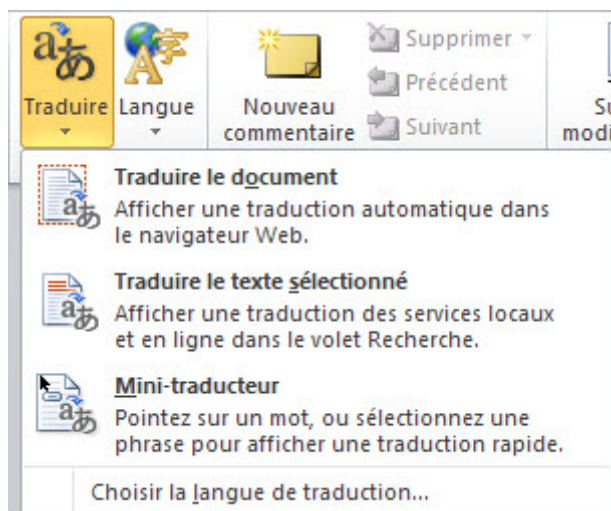 Traduire
Langue
Nouveau
commentaire
Supprimer
Précédent
Suivant
Traduire le document
Afficher une traduction automatique dans
le navigateur Web.
Traduire le texte sélectionné
Afficher une traduction des services locaux
et en ligne dans le volet Recherche.
Mini-traducteur
Pointez sur un mot, ou sélectionnez une
phrase pour afficher une traduction rapide.
Choisir la langue de traduction...